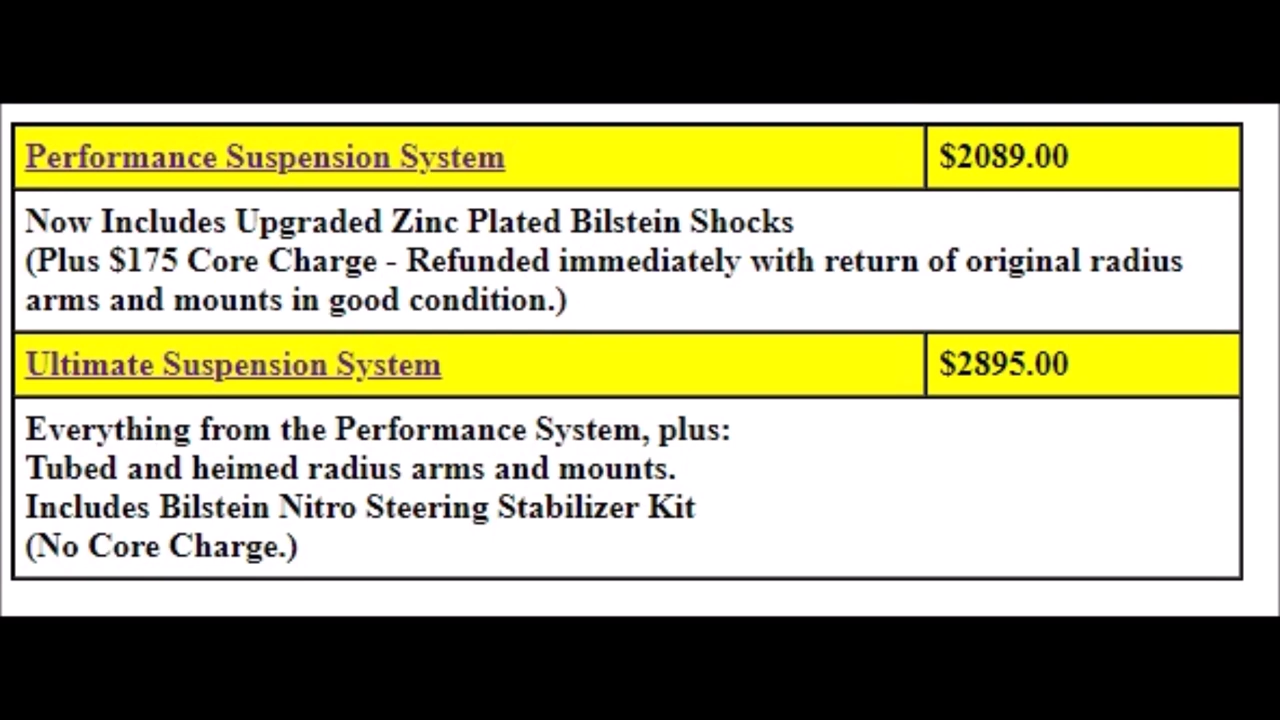 Performance Suspension System $2089.00
Now Includes Upgraded Zinc Plated Bilstein Shocks
(Plus $175 Core Charge - Refunded immediately with return of original radius
arms and mounts in good condition.)
Ultimate Suspension System $2895.00
Everything from the Performance System, plus:
Tubed and heimed radius arms and mounts.
Includes Bilstein Nitro Steering Stabilizer Kit
(No Core Charge.)